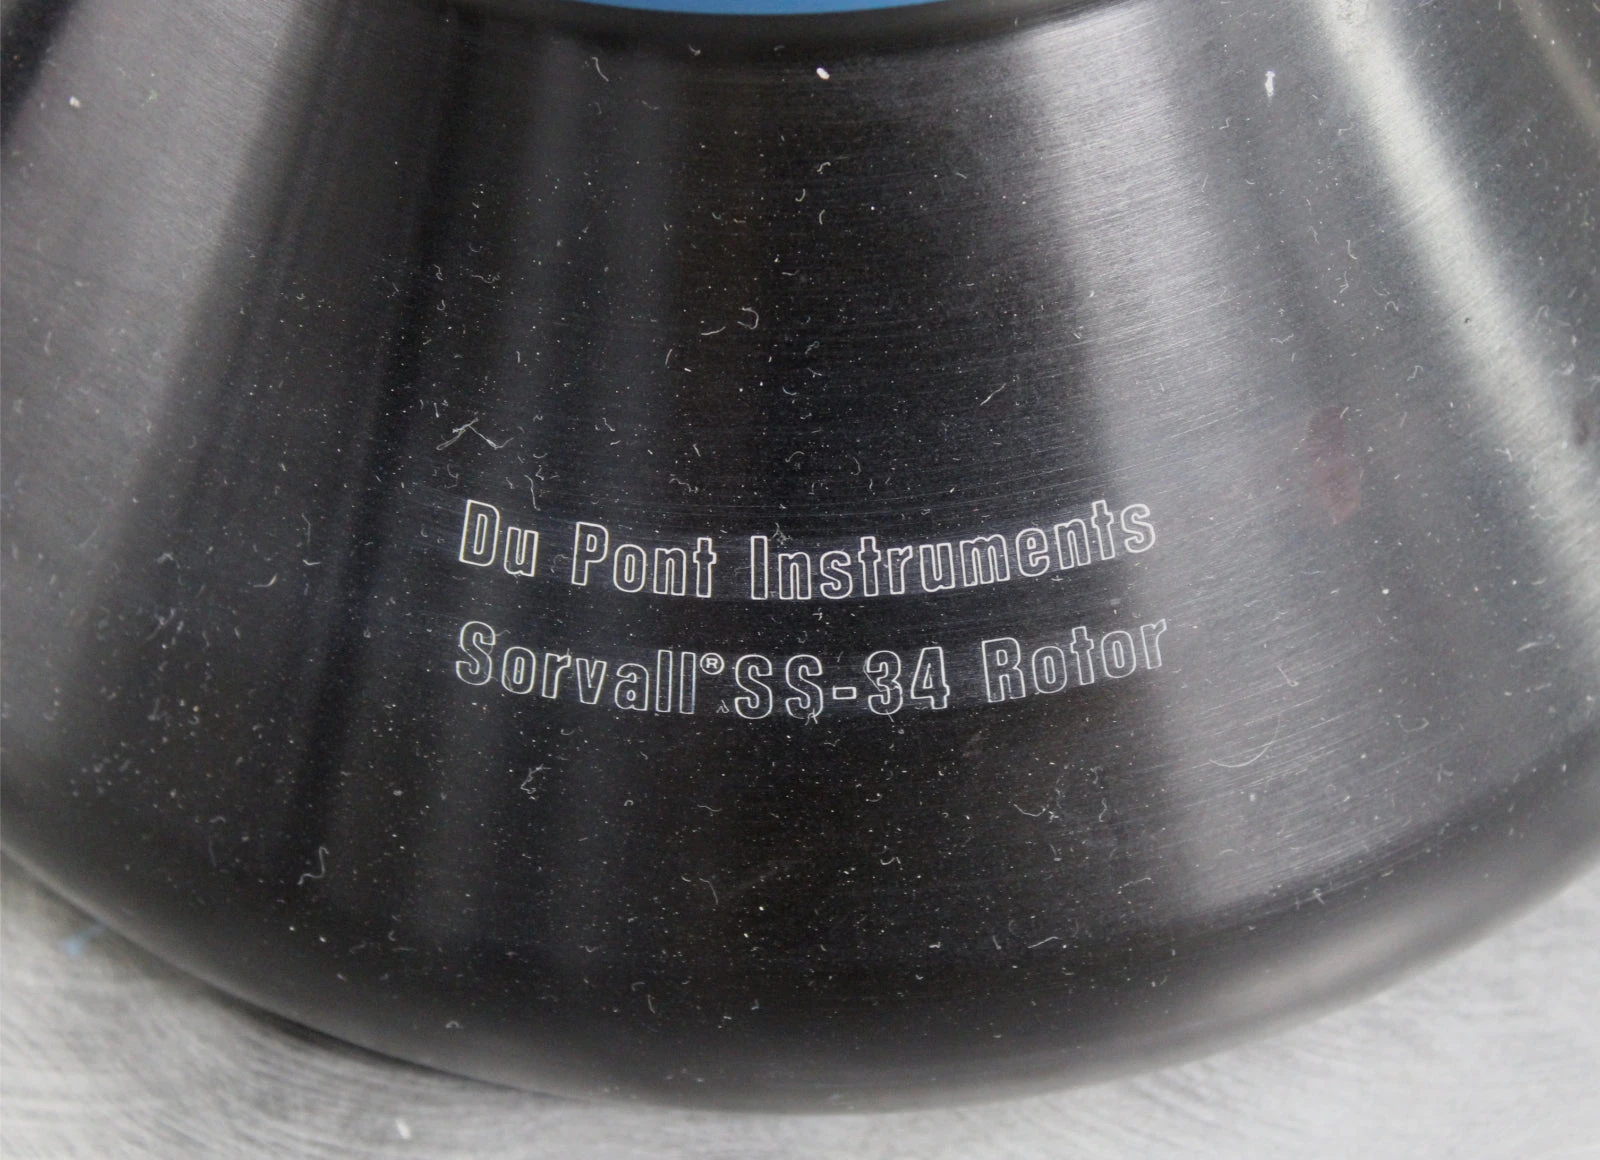 Du Pont Instruments
Sorvall® SS-34 Rotor